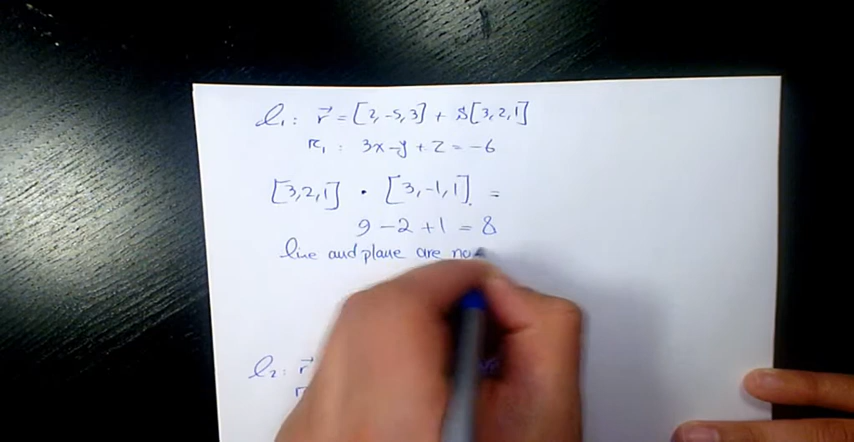 l₁: r⃗ = [2,-5,3] + s[3,2,1]
π₁: 3x-y+z=-6
[3,2,1] · [3,-1,1] =
9-2+1=8
line and plane are
l₂: r⃗